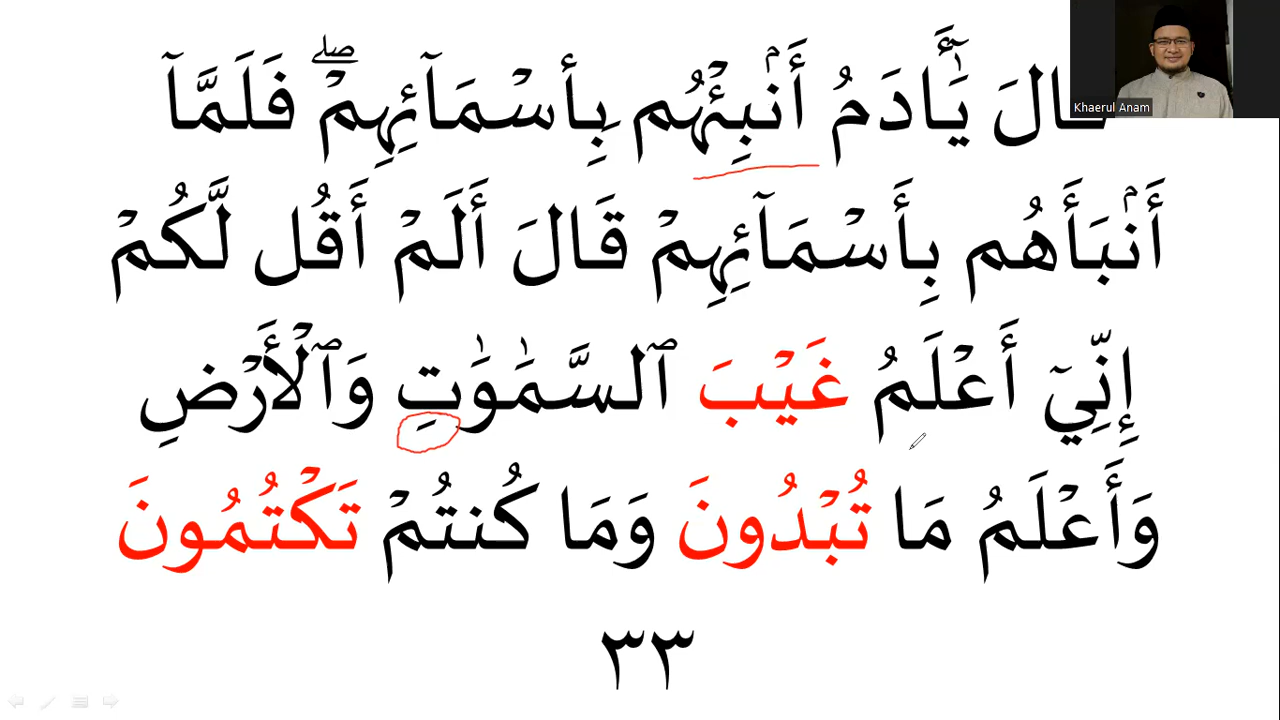 قَالَ يَٰٓـَٔادَمُ أَنۢبِئْهُم بِأَسْمَآئِهِمْ ۖ فَلَمَّآ
Khaerul Anam
أَنۢبَأَهُم بِأَسْمَآئِهِمْ قَالَ أَلَمْ أَقُل لَّكُمْ
إِنِّىٓ أَعْلَمُ غَيْبَ ٱلسَّمَٰوَٰتِ وَٱلْأَرْضِ
وَأَعْلَمُ مَا تُبْدُونَ وَمَا كُنتُمْ تَكْتُمُونَ
٣٣